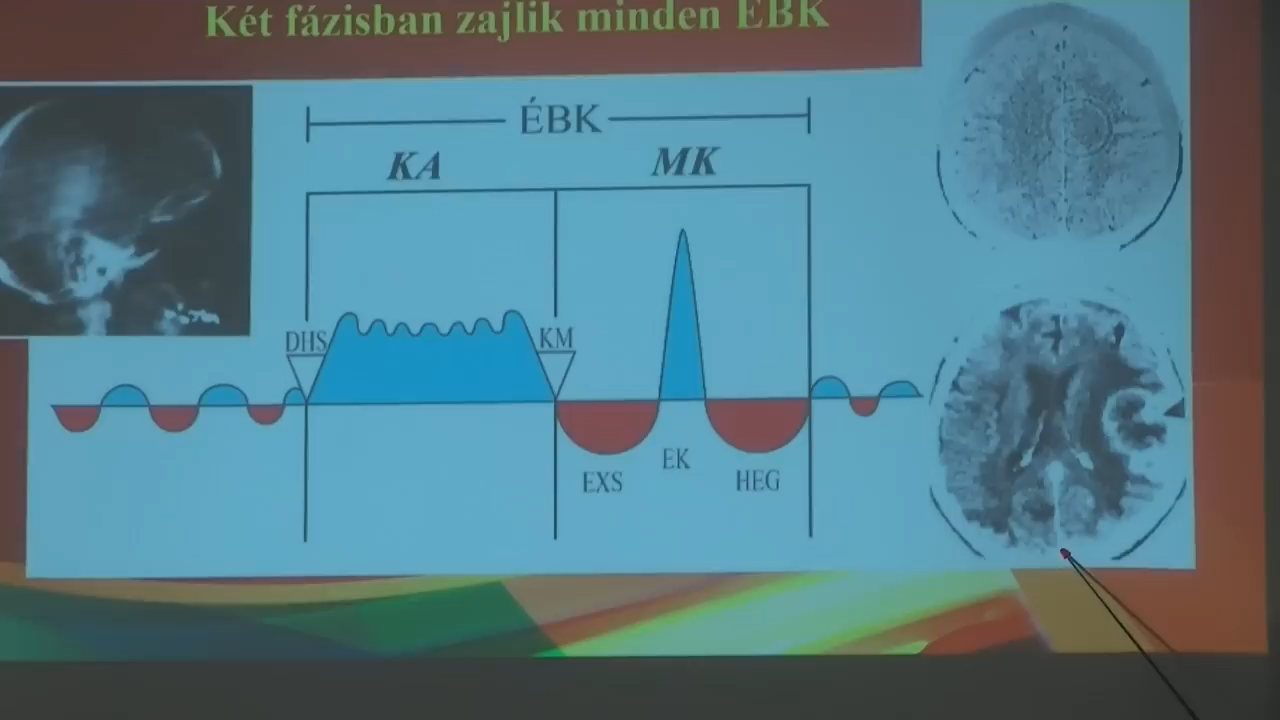 Két fázisban zajlik minden ÉBK
ÉBK
KA
MK
DHS
KM
EXS
EK
HEG